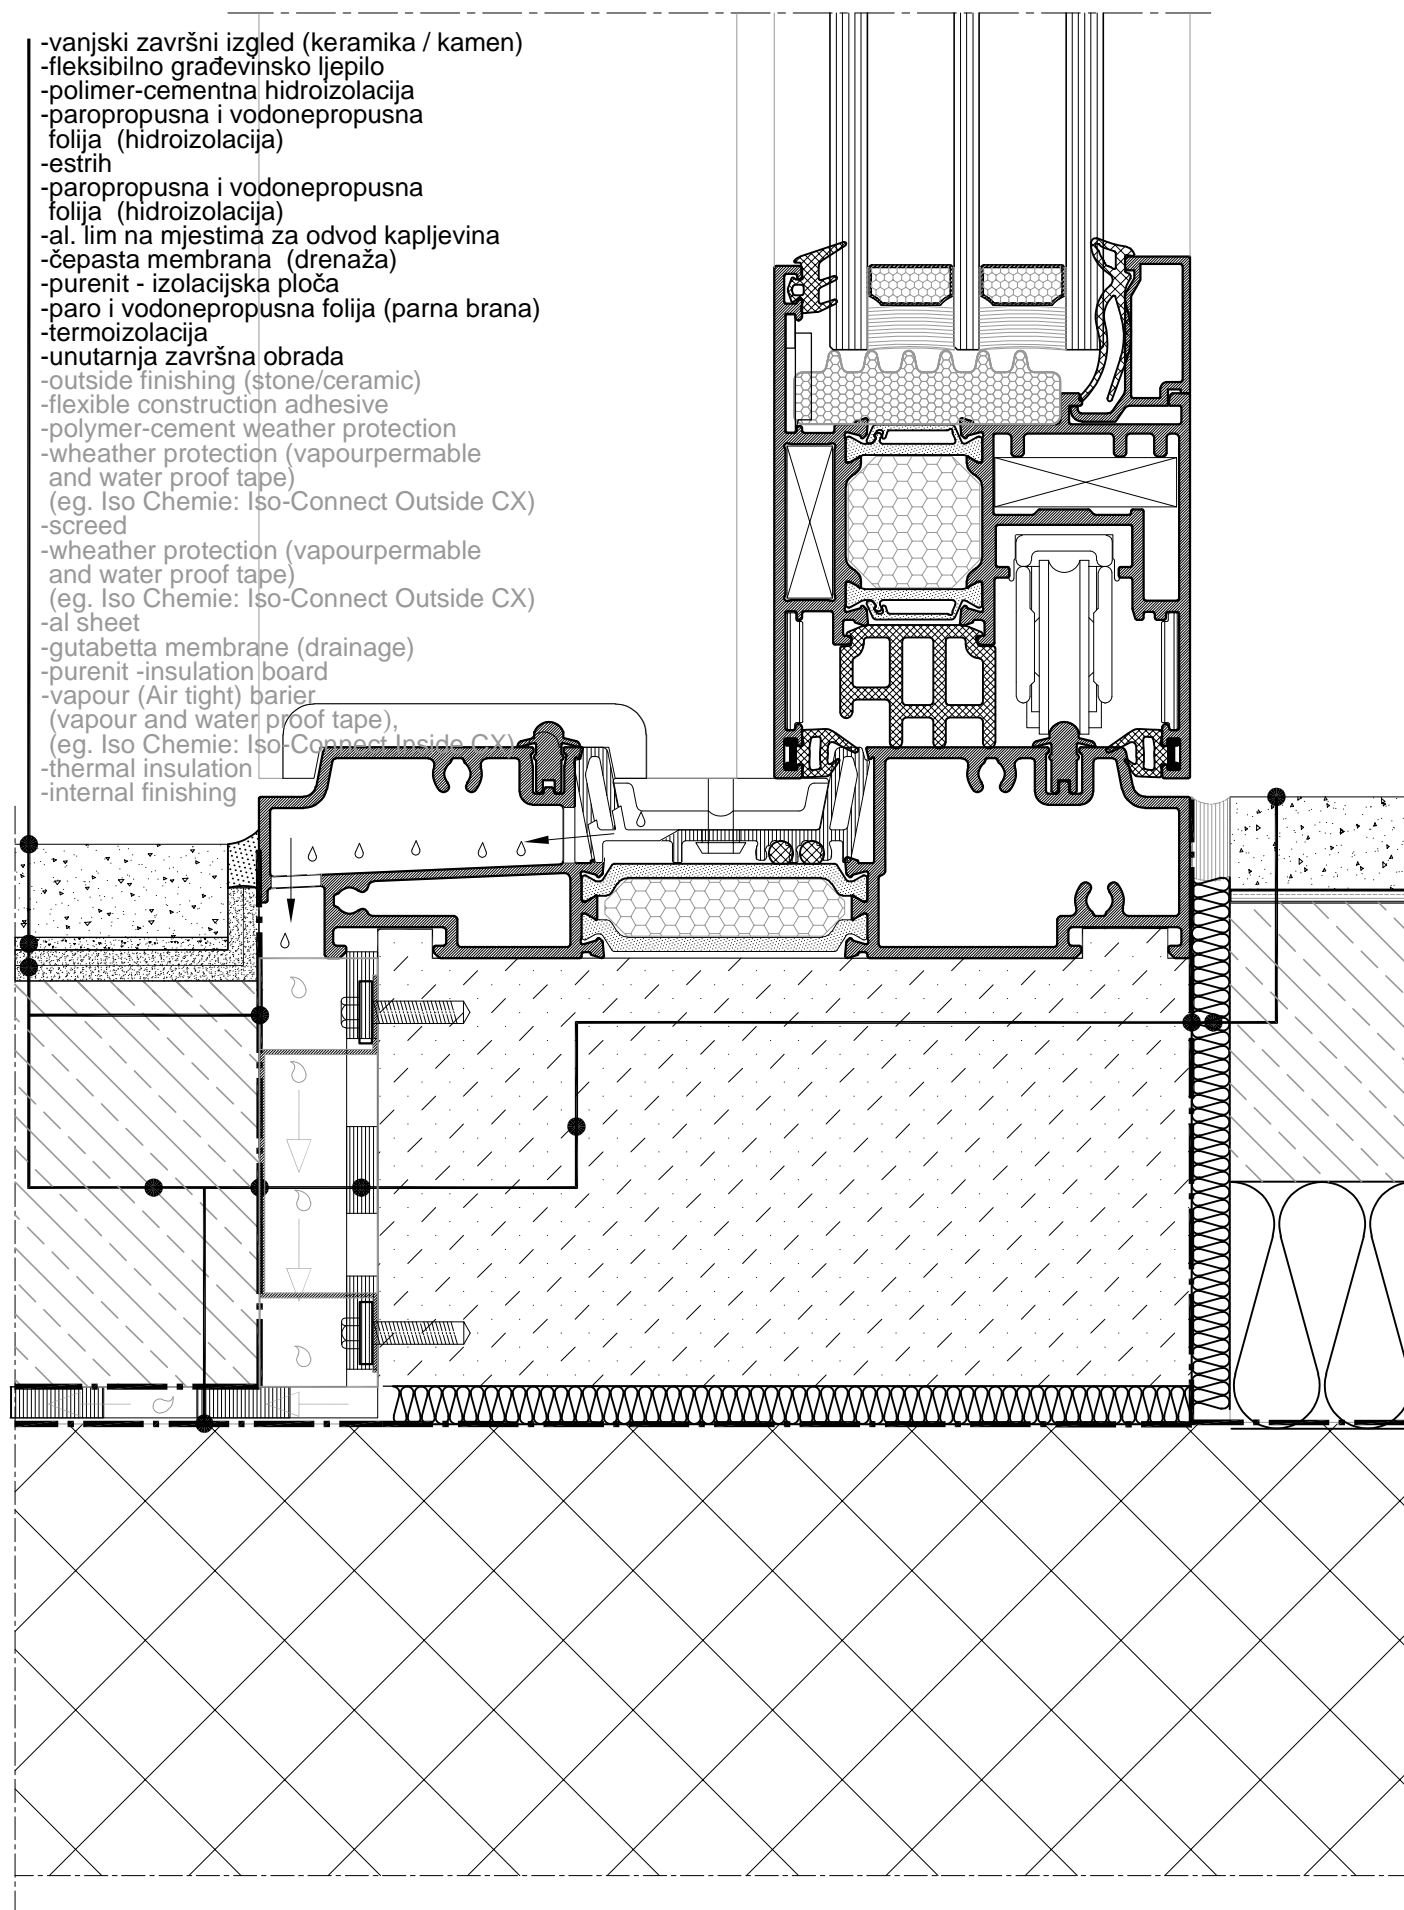 -vanjski završni izgled (keramika / kamen)
-fleksibilno građevinsko ljepilo
-polimer-cementna hidroizolacija
-paropropusna i vodonepropusna
folija  (hidroizolacija)
-estrih
-paropropusna i vodonepropusna
folija  (hidroizolacija)
-al. lim na mjestima za odvod kapljevina
-čepasta membrana  (drenaža)
-purenit - izolacijska ploča
-paro i vodonepropusna folija (parna brana)
-termoizolacija
-unutarnja završna obrada
-outside finishing (stone/ceramic)
-flexible construction adhesive
-polymer-cement weather protection
-wheather protection (vapourpermable
and water proof tape)
(eg. Iso Chemie: Iso-Connect Outside CX)
-screed
-wheather protection (vapourpermable
and water proof tape)
(eg. Iso Chemie: Iso-Connect Outside CX)
-al sheet
-gutabetta membrane (drainage)
-purenit -insulation board
-vapour (Air tight) barier
(vapour and water proof tape),
(eg. Iso Chemie: Iso-Connect Inside CX)
-thermal insulation
-internal finishing